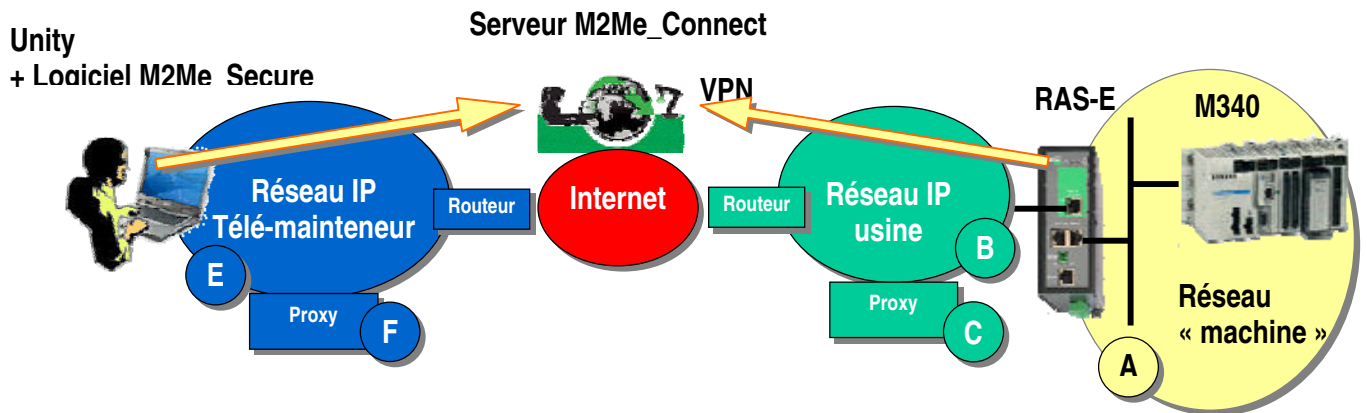 Serveur M2Me_Connect
Unity
+ Logiciel M2Me_Secure
VPN
RAS-E
M340
Réseau IP
Télé-mainteneur
Routeur
Internet
Routeur
Réseau IP
usine
B
E
Proxy
F
Proxy
C
Réseau
« machine »
A